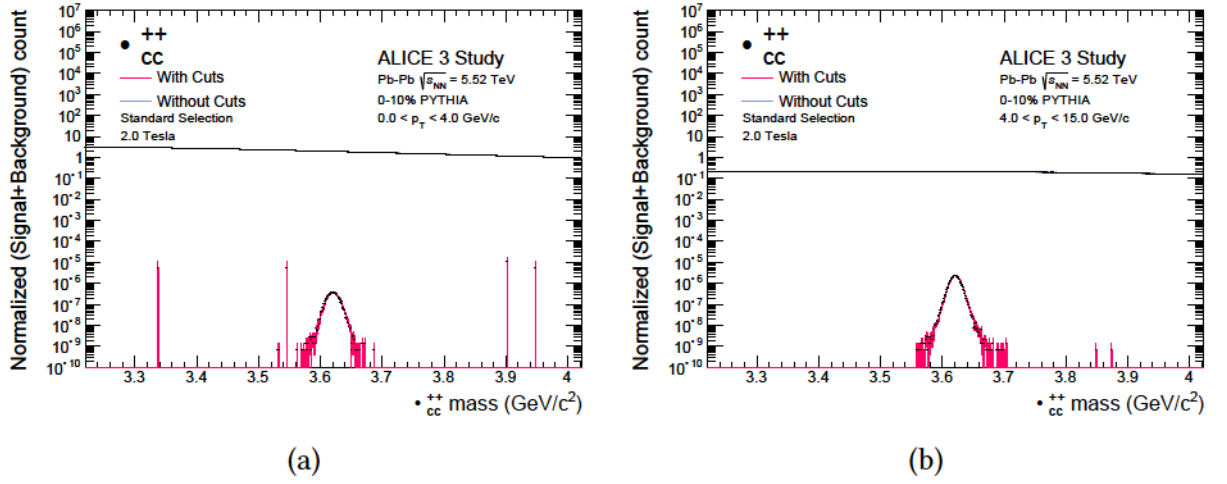 Normalized (Signal+Background) count
10⁷
10⁶
10⁵
10⁴
10³
10²
10
1
10⁻¹
10⁻²
10⁻³
10⁻⁴
10⁻⁵
10⁻⁶
10⁻⁷
10⁻⁸
10⁻⁹
10⁻¹⁰
• ++
cc
With Cuts
Without Cuts
Standard Selection
2.0 Tesla
ALICE 3 Study
Pb-Pb √sNN = 5.52 TeV
0-10% PYTHIA
0.0 < pT < 4.0 GeV/c
3.3 3.4 3.5 3.6 3.7 3.8 3.9 4
• ++cc mass (GeV/c²)
(a)
Normalized (Signal+Background) count
10⁷
10⁶
10⁵
10⁴
10³
10²
10
1
10⁻¹
10⁻²
10⁻³
10⁻⁴
10⁻⁵
10⁻⁶
10⁻⁷
10⁻⁸
10⁻⁹
10⁻¹⁰
• ++
cc
With Cuts
Without Cuts
Standard Selection
2.0 Tesla
ALICE 3 Study
Pb-Pb √sNN = 5.52 TeV
0-10% PYTHIA
4.0 < pT < 15.0 GeV/c
3.3 3.4 3.5 3.6 3.7 3.8 3.9 4
• ++cc mass (GeV/c²)
(b)